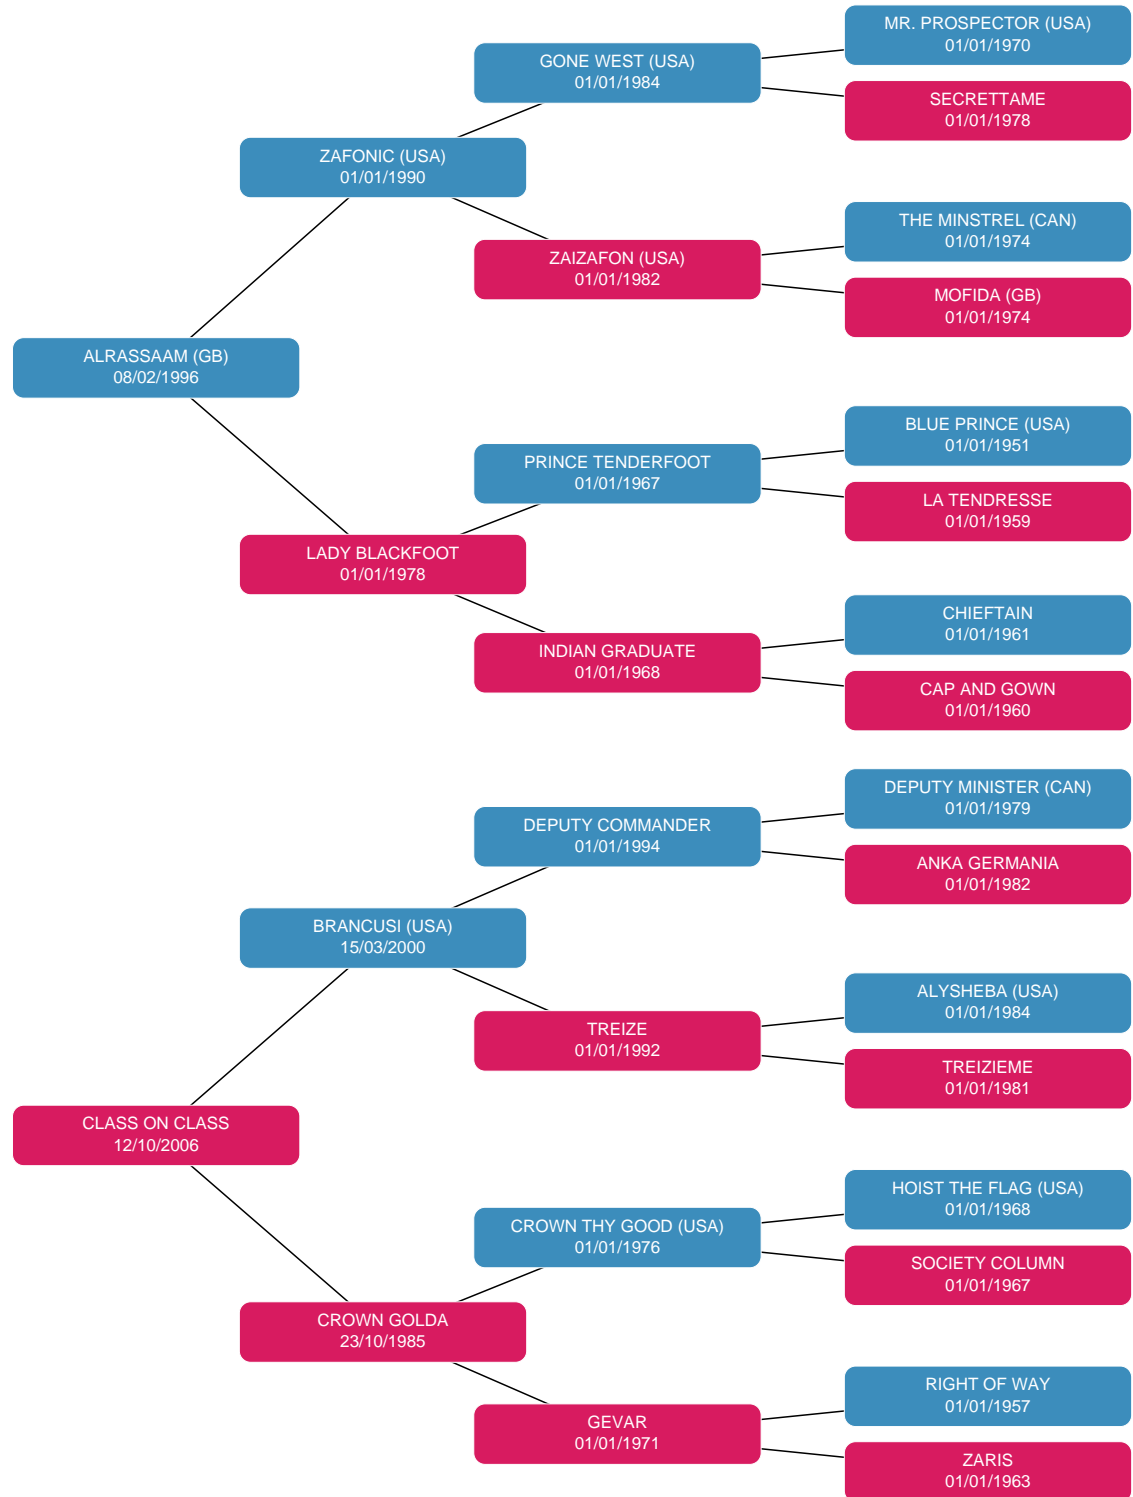 MR. PROSPECTOR (USA)
01/01/1970
GONE WEST (USA)
01/01/1984
SECRETTAME
01/01/1978
ZAFONIC (USA)
01/01/1990
THE MINSTREL (CAN)
01/01/1974
ZAIZAFON (USA)
01/01/1982
MOFIDA (GB)
01/01/1974
ALRASSAAM (GB)
08/02/1996
BLUE PRINCE (USA)
01/01/1951
PRINCE TENDERFOOT
01/01/1967
LA TENDRESSE
01/01/1959
LADY BLACKFOOT
01/01/1978
CHIEFTAIN
01/01/1961
INDIAN GRADUATE
01/01/1968
CAP AND GOWN
01/01/1960
DEPUTY MINISTER (CAN)
01/01/1979
DEPUTY COMMANDER
01/01/1994
ANKA GERMANIA
01/01/1982
BRANCUSI (USA)
15/03/2000
ALYSHEBA (USA)
01/01/1984
TREIZE
01/01/1992
TREIZIEME
01/01/1981
CLASS ON CLASS
12/10/2006
HOIST THE FLAG (USA)
01/01/1968
CROWN THY GOOD (USA)
01/01/1976
SOCIETY COLUMN
01/01/1967
CROWN GOLDA
23/10/1985
RIGHT OF WAY
01/01/1957
GEVAR
01/01/1971
ZARIS
01/01/1963